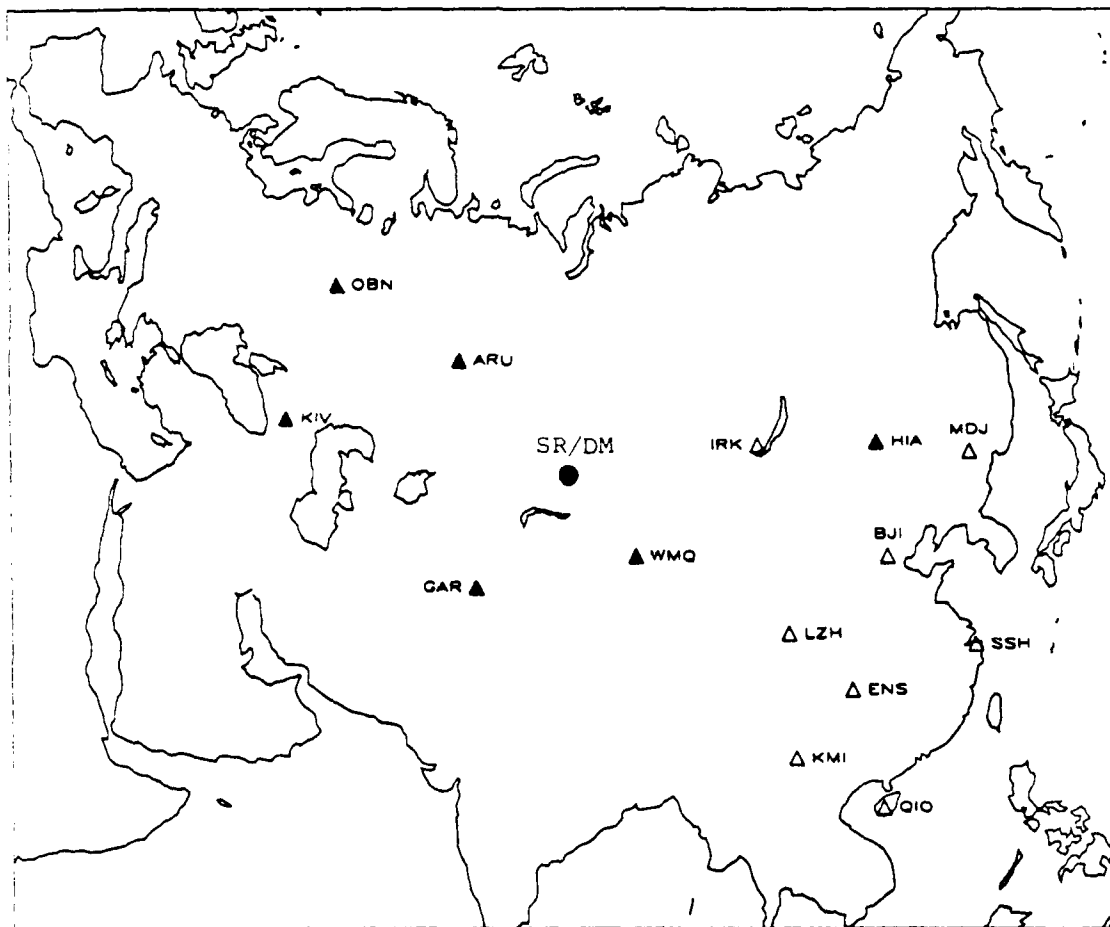 OBN
ARU
KIV
SR/DM
IRK
HIA
MDJ
BJI
WMQ
GAR
LZH
SSH
ENS
KMI
QIO